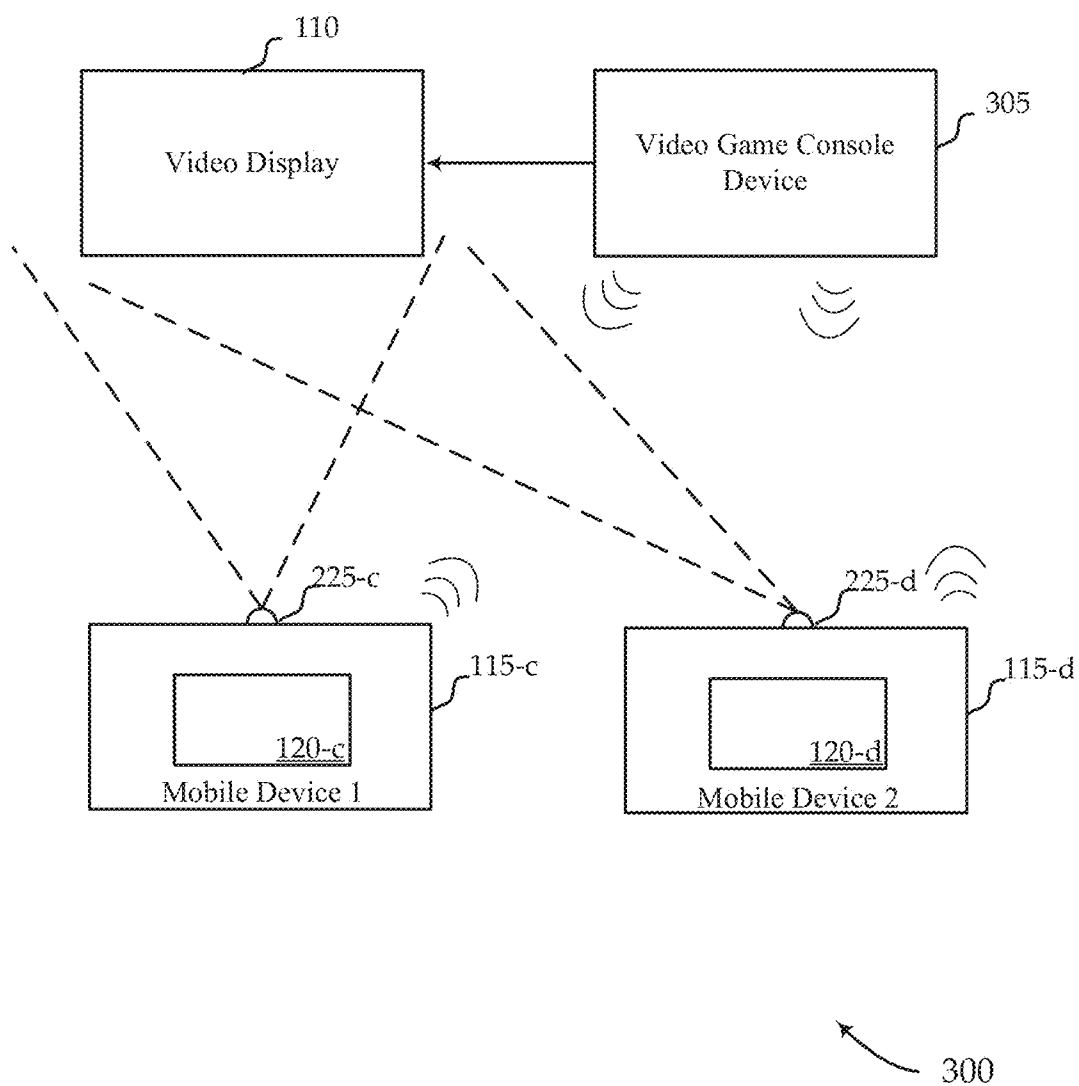 110
305
Video Display
Video Game Console
Device
225-c
225-d
115-c
115-d
120-c
120-d
Mobile Device 1
Mobile Device 2
300